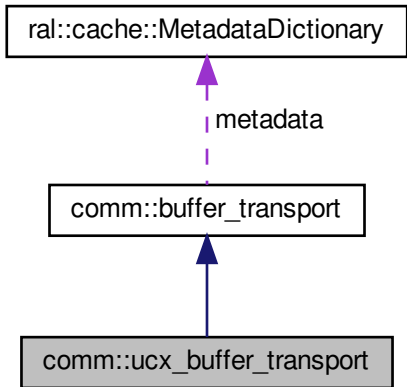 ral::cache::MetadataDictionary
metadata
comm::buffer_transport
comm::ucx_buffer_transport